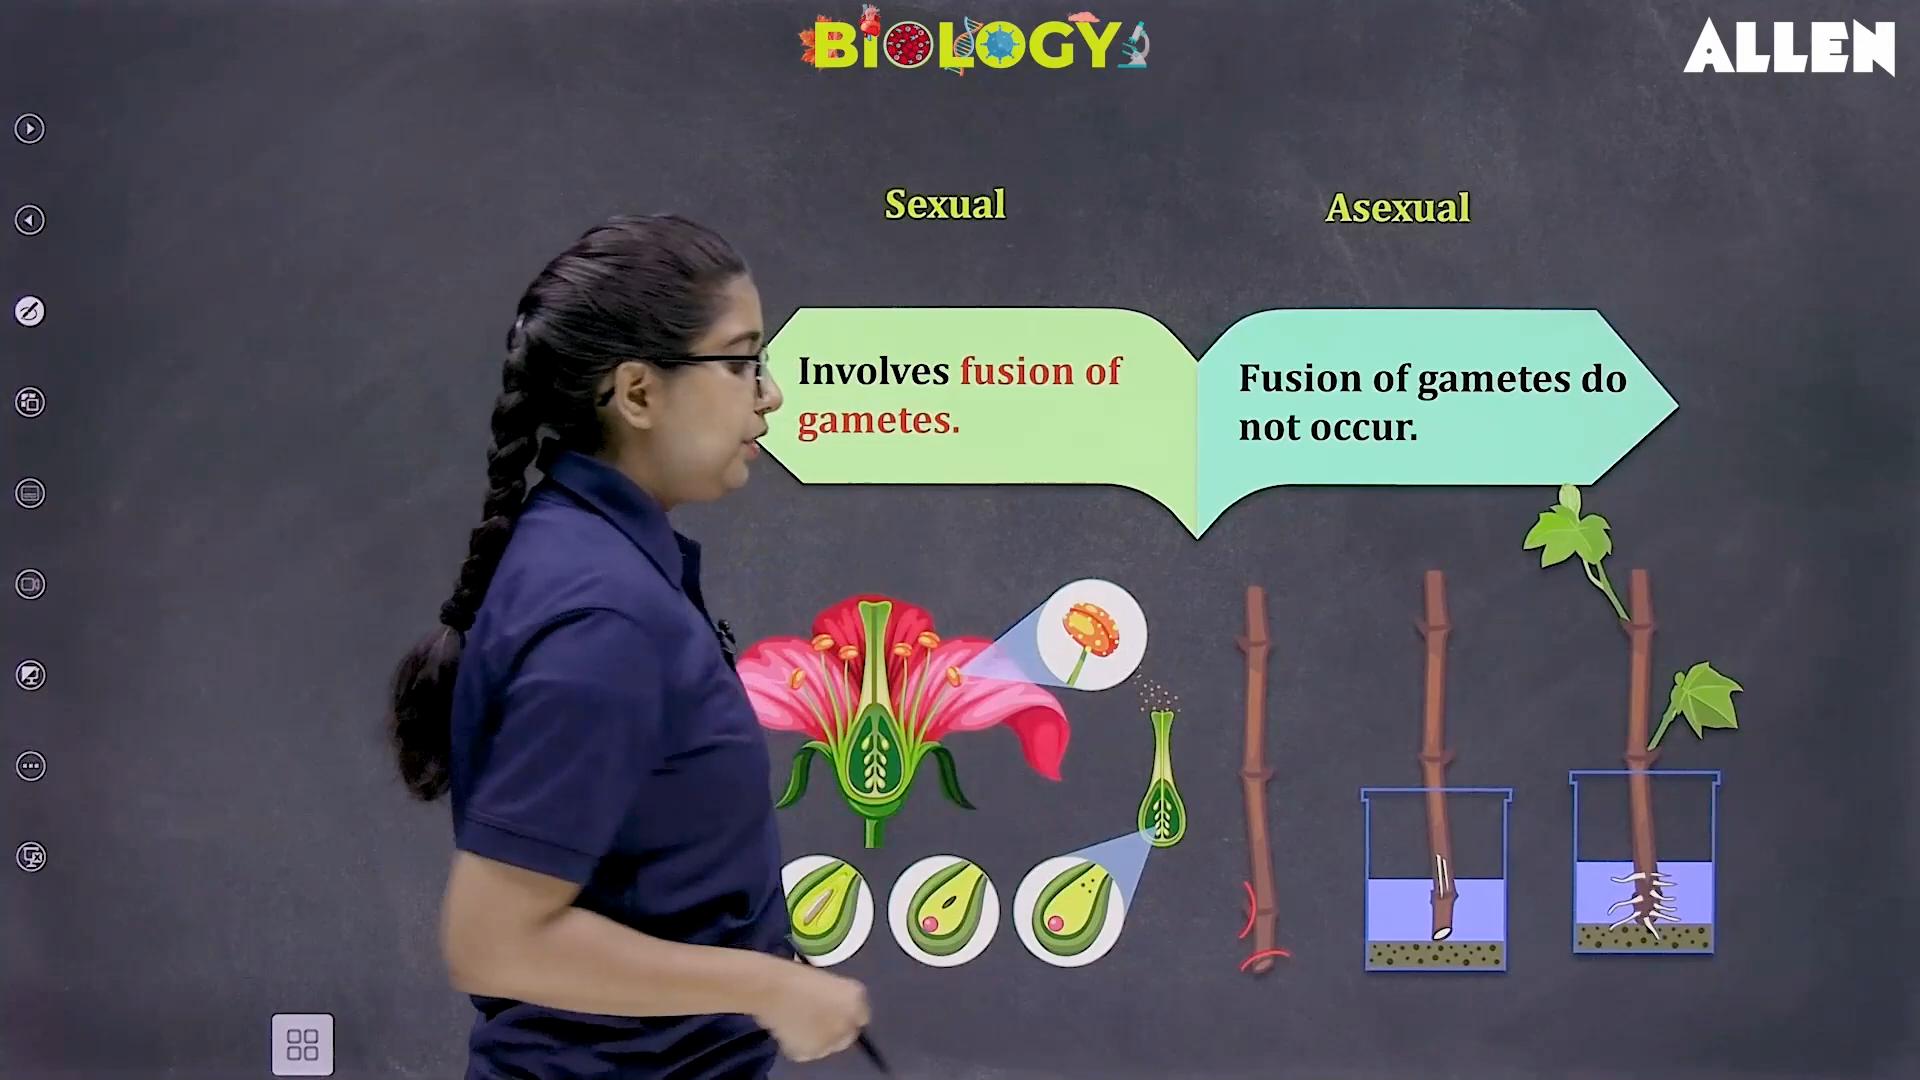 BIOLOGY
ALLEN
Sexual
Asexual
Involves fusion of
gametes.
Fusion of gametes do
not occur.